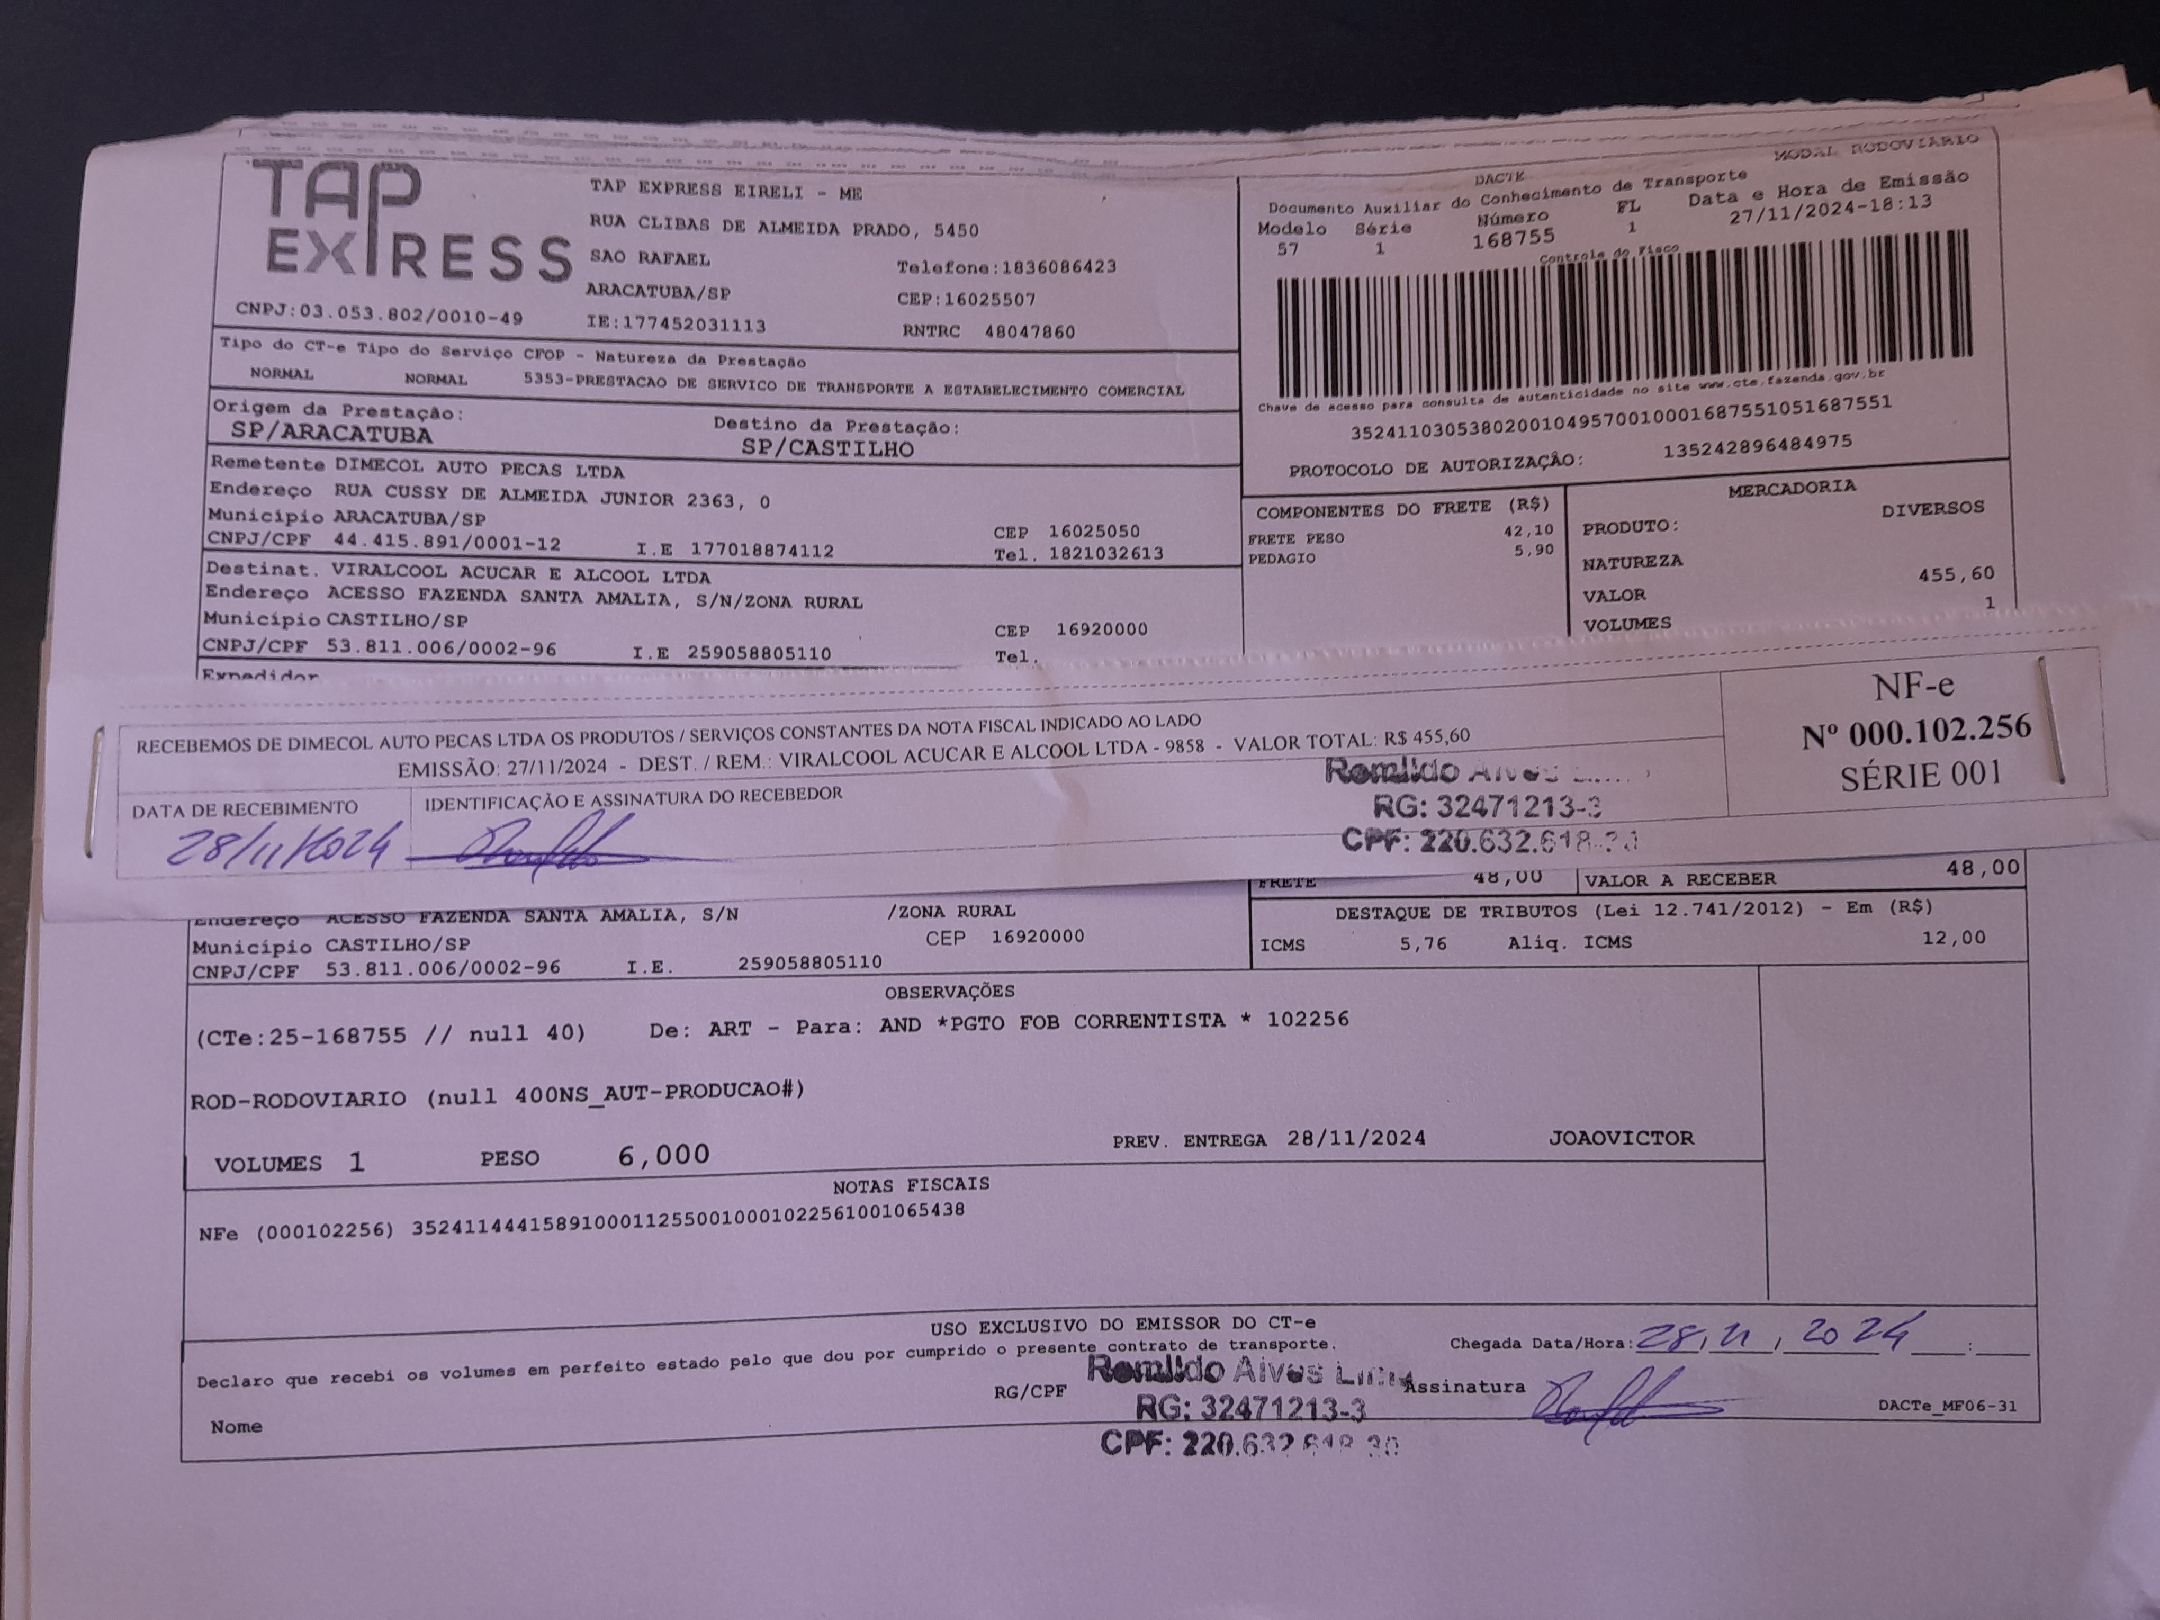 TAP EXPRESS
TAP EXPRESS EIRELI - ME
RUA CLIBAS DE ALMEIDA PRADO, 5450
SAO RAFAEL
Telefone:1836086423
ARACATUBA/SP
CEP:16025507
CNPJ:03.053.802/0010-49
IE:177452031113
RNTRC 48047860
MODAL RODOVIARIO
DACTE
Documento Auxiliar do Conhecimento de Transporte
Modelo Série Número FL Data e Hora de Emissão
57 1 168755 1 27/11/2024-18:13
Controle do Fisco
Chave de acesso para consulta de autenticidade no site www.cte.fazenda.gov.br
35241103053802001049570010001687551051687551
PROTOCOLO DE AUTORIZAÇÃO: 135242896484975
Tipo do CT-e Tipo do Serviço CFOP - Natureza da Prestação
NORMAL NORMAL 5353-PRESTACAO DE SERVICO DE TRANSPORTE A ESTABELECIMENTO COMERCIAL
Origem da Prestação: Destino da Prestação:
SP/ARACATUBA SP/CASTILHO
Remetente DIMECOL AUTO PECAS LTDA
Endereço RUA CUSSY DE ALMEIDA JUNIOR 2363, 0
Município ARACATUBA/SP CEP 16025050
CNPJ/CPF 44.415.891/0001-12 I.E 177018874112 Tel. 1821032613
Destinat. VIRALCOOL ACUCAR E ALCOOL LTDA
Endereço ACESSO FAZENDA SANTA AMALIA, S/N/ZONA RURAL
Município CASTILHO/SP CEP 16920000
CNPJ/CPF 53.811.006/0002-96 I.E 259058805110 Tel.
Expedidor
COMPONENTES DO FRETE (R$)
FRETE PESO 42,10
PEDAGIO 5,90
MERCADORIA
PRODUTO: DIVERSOS
NATUREZA
VALOR 455,60
VOLUMES 1
RECEBEMOS DE DIMECOL AUTO PECAS LTDA OS PRODUTOS / SERVIÇOS CONSTANTES DA NOTA FISCAL INDICADO AO LADO
EMISSÃO: 27/11/2024 - DEST. / REM.: VIRALCOOL ACUCAR E ALCOOL LTDA - 9858 - VALOR TOTAL: R$ 455,60
NF-e
Nº 000.102.256
SÉRIE 001
DATA DE RECEBIMENTO IDENTIFICAÇÃO E ASSINATURA DO RECEBEDOR
28/11/2024
Romildo Alves
RG: 32471213-3
CPF: 220.632.618-30
FRETE 48,00 VALOR A RECEBER 48,00
Endereço ACESSO FAZENDA SANTA AMALIA, S/N /ZONA RURAL
Município CASTILHO/SP CEP 16920000
CNPJ/CPF 53.811.006/0002-96 I.E. 259058805110
DESTAQUE DE TRIBUTOS (Lei 12.741/2012) - Em (R$)
ICMS 5,76 Aliq. ICMS 12,00
OBSERVAÇÕES
(CTe:25-168755 // null 40) De: ART - Para: AND *PGTO FOB CORRENTISTA * 102256
ROD-RODOVIARIO (null 400NS_AUT-PRODUCAO#)
VOLUMES 1 PESO 6,000 PREV. ENTREGA 28/11/2024 JOAOVICTOR
NOTAS FISCAIS
NFe (000102256) 35241144415891000112550010001022561001065438
USO EXCLUSIVO DO EMISSOR DO CT-e
Declaro que recebi os volumes em perfeito estado pelo que dou por cumprido o presente contrato de transporte.
Chegada Data/Hora: 28, 11, 2024 :
Nome
RG/CPF
Romildo Alves Lima
RG: 32471213-3
CPF: 220.632.618-30
Assinatura
DACTe_MF06-31